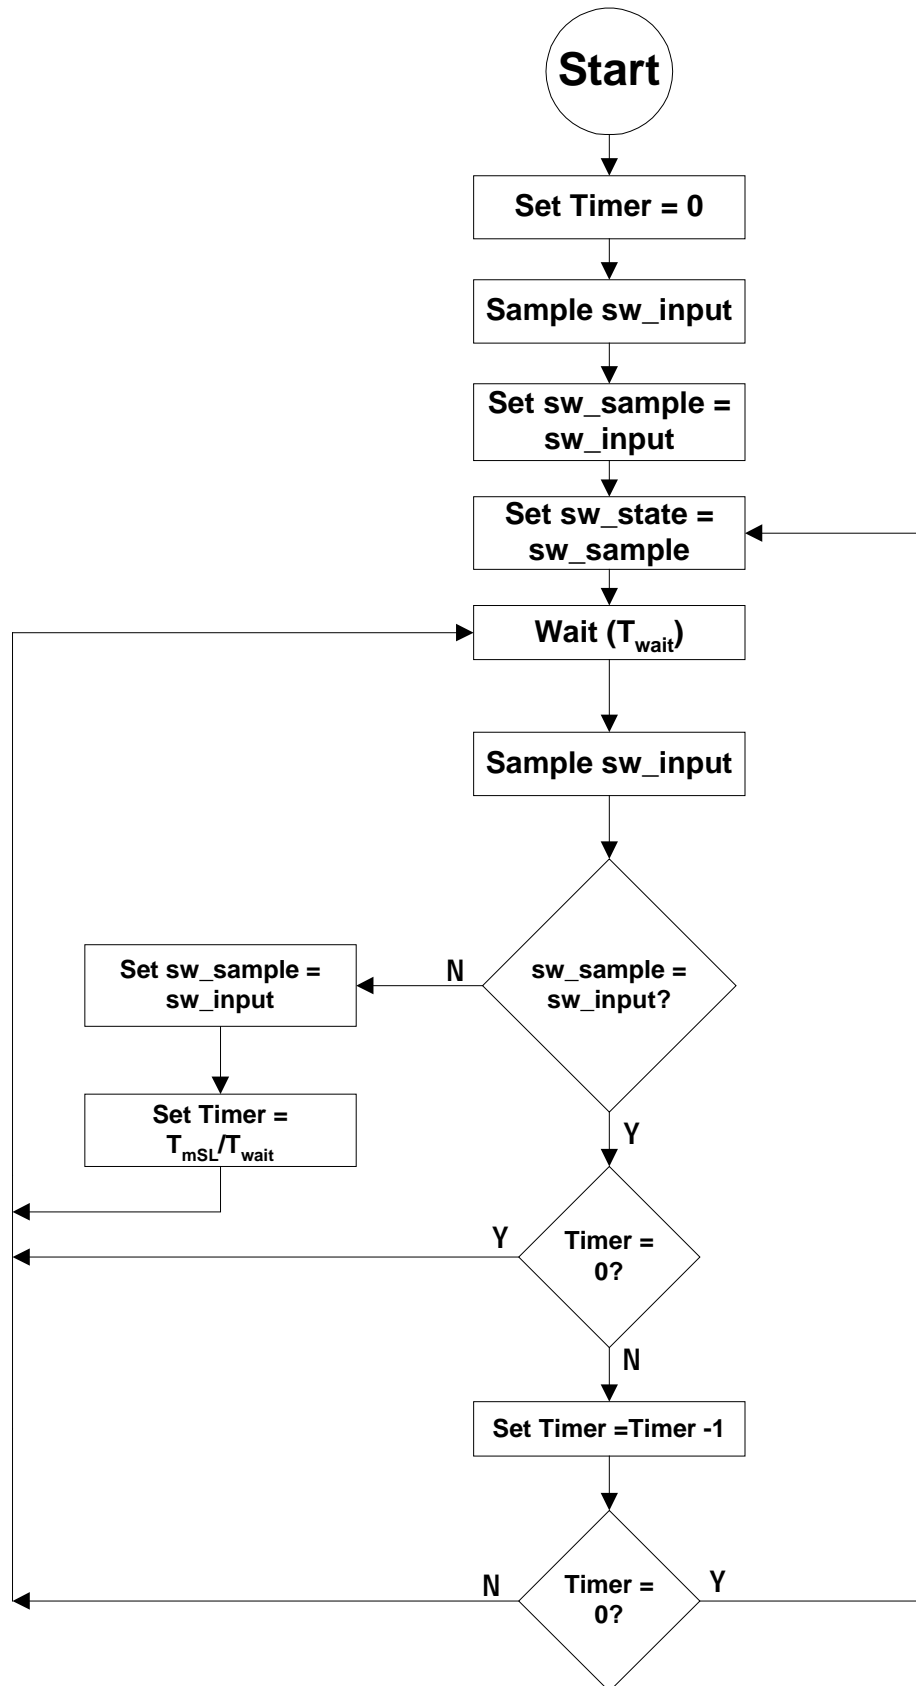 Start
Set Timer = 0
Sample sw_input
Set sw_sample =
sw_input
Set sw_state =
sw_sample
Wait (Twait)
Sample sw_input
sw_sample =
sw_input?
N
Set sw_sample =
sw_input
Set Timer =
TmSL/Twait
Y
Timer =
0?
Y
N
Set Timer =Timer -1
Timer =
0?
N
Y